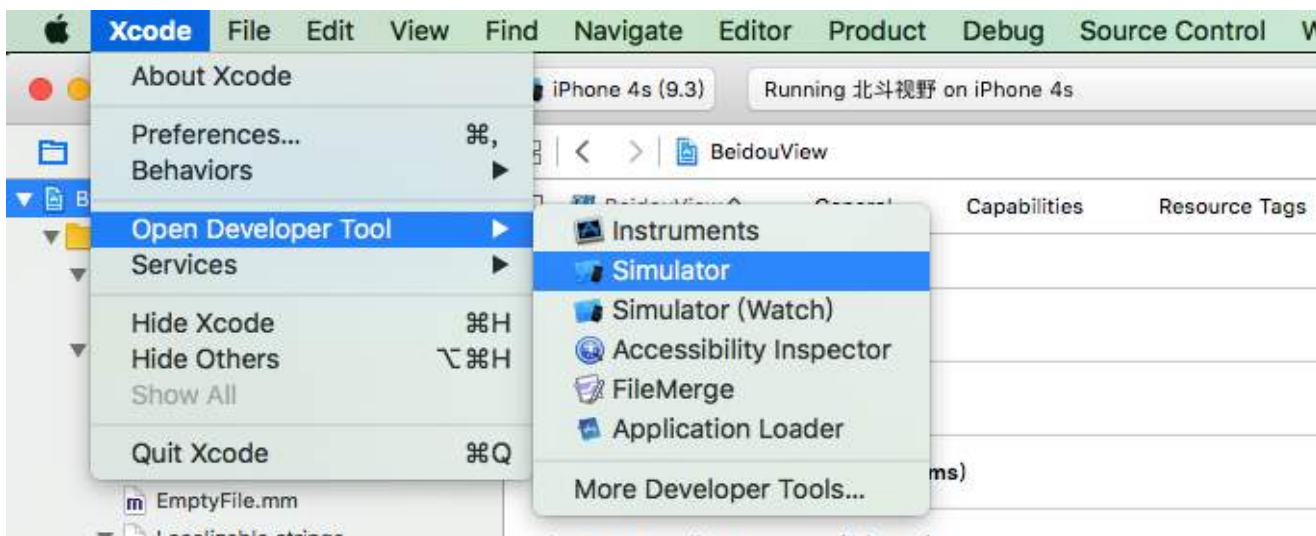 Xcode File Edit View Find Navigate Editor Product Debug Source Control
About Xcode
iPhone 4s (9.3)
Running 北斗视野 on iPhone 4s
Preferences... ⌘,
Behaviors
BeidouView
Capabilities
Resource Tags
Open Developer Tool
Services
Hide Xcode ⌘H
Hide Others ⌥⌘H
Show All
Quit Xcode ⌘Q
Instruments
Simulator
Simulator (Watch)
Accessibility Inspector
FileMerge
Application Loader
More Developer Tools...
ms)
EmptyFile.mm